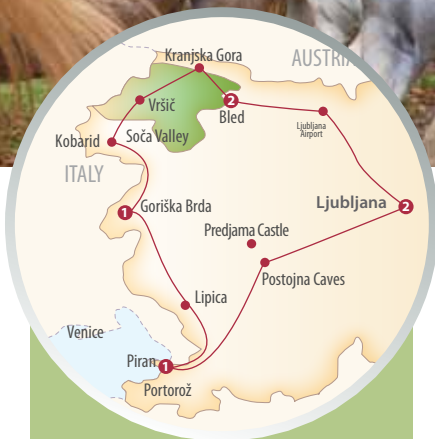 Kranjska Gora
AUSTRIA
Vršič
2
Bled
Ljubljana
Airport
Kobarid
Soča Valley
ITALY
1
Goriška Brda
Ljubljana
2
Predjama Castle
Postojna Caves
Lipica
Venice
Piran
1
Portorož